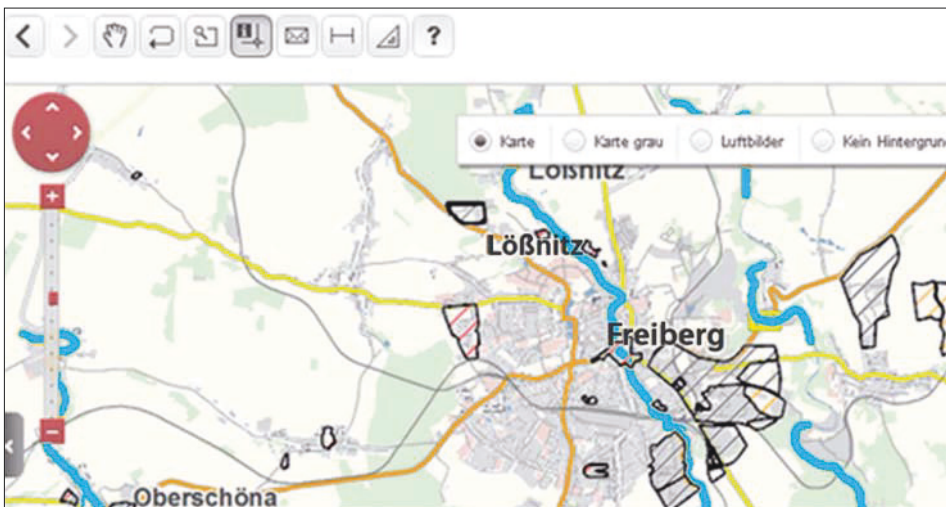 ?
Karte Karte grau Luftbilder Kein Hintergrun
Lößnitz
Lößnitz
Freiberg
Oberschöna